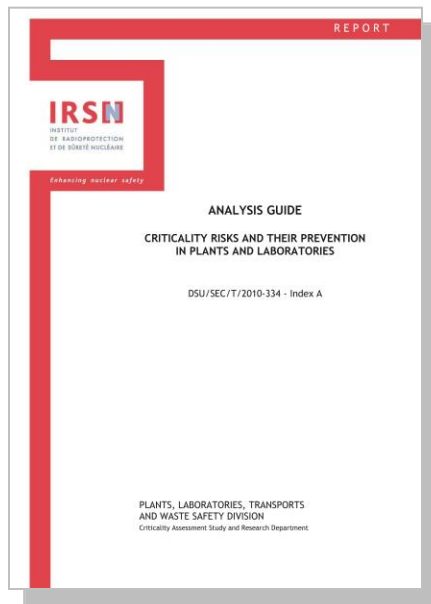 REPORT
IRSN
INSTITUT
DE RADIOPROTECTION
ET DE SÛRETÉ NUCLÉAIRE
Enhancing nuclear safety
ANALYSIS GUIDE
CRITICALITY RISKS AND THEIR PREVENTION
IN PLANTS AND LABORATORIES
DSU/SEC/T/2010-334 - Index A
PLANTS, LABORATORIES, TRANSPORTS
AND WASTE SAFETY DIVISION
Criticality Assessment Study and Research Department